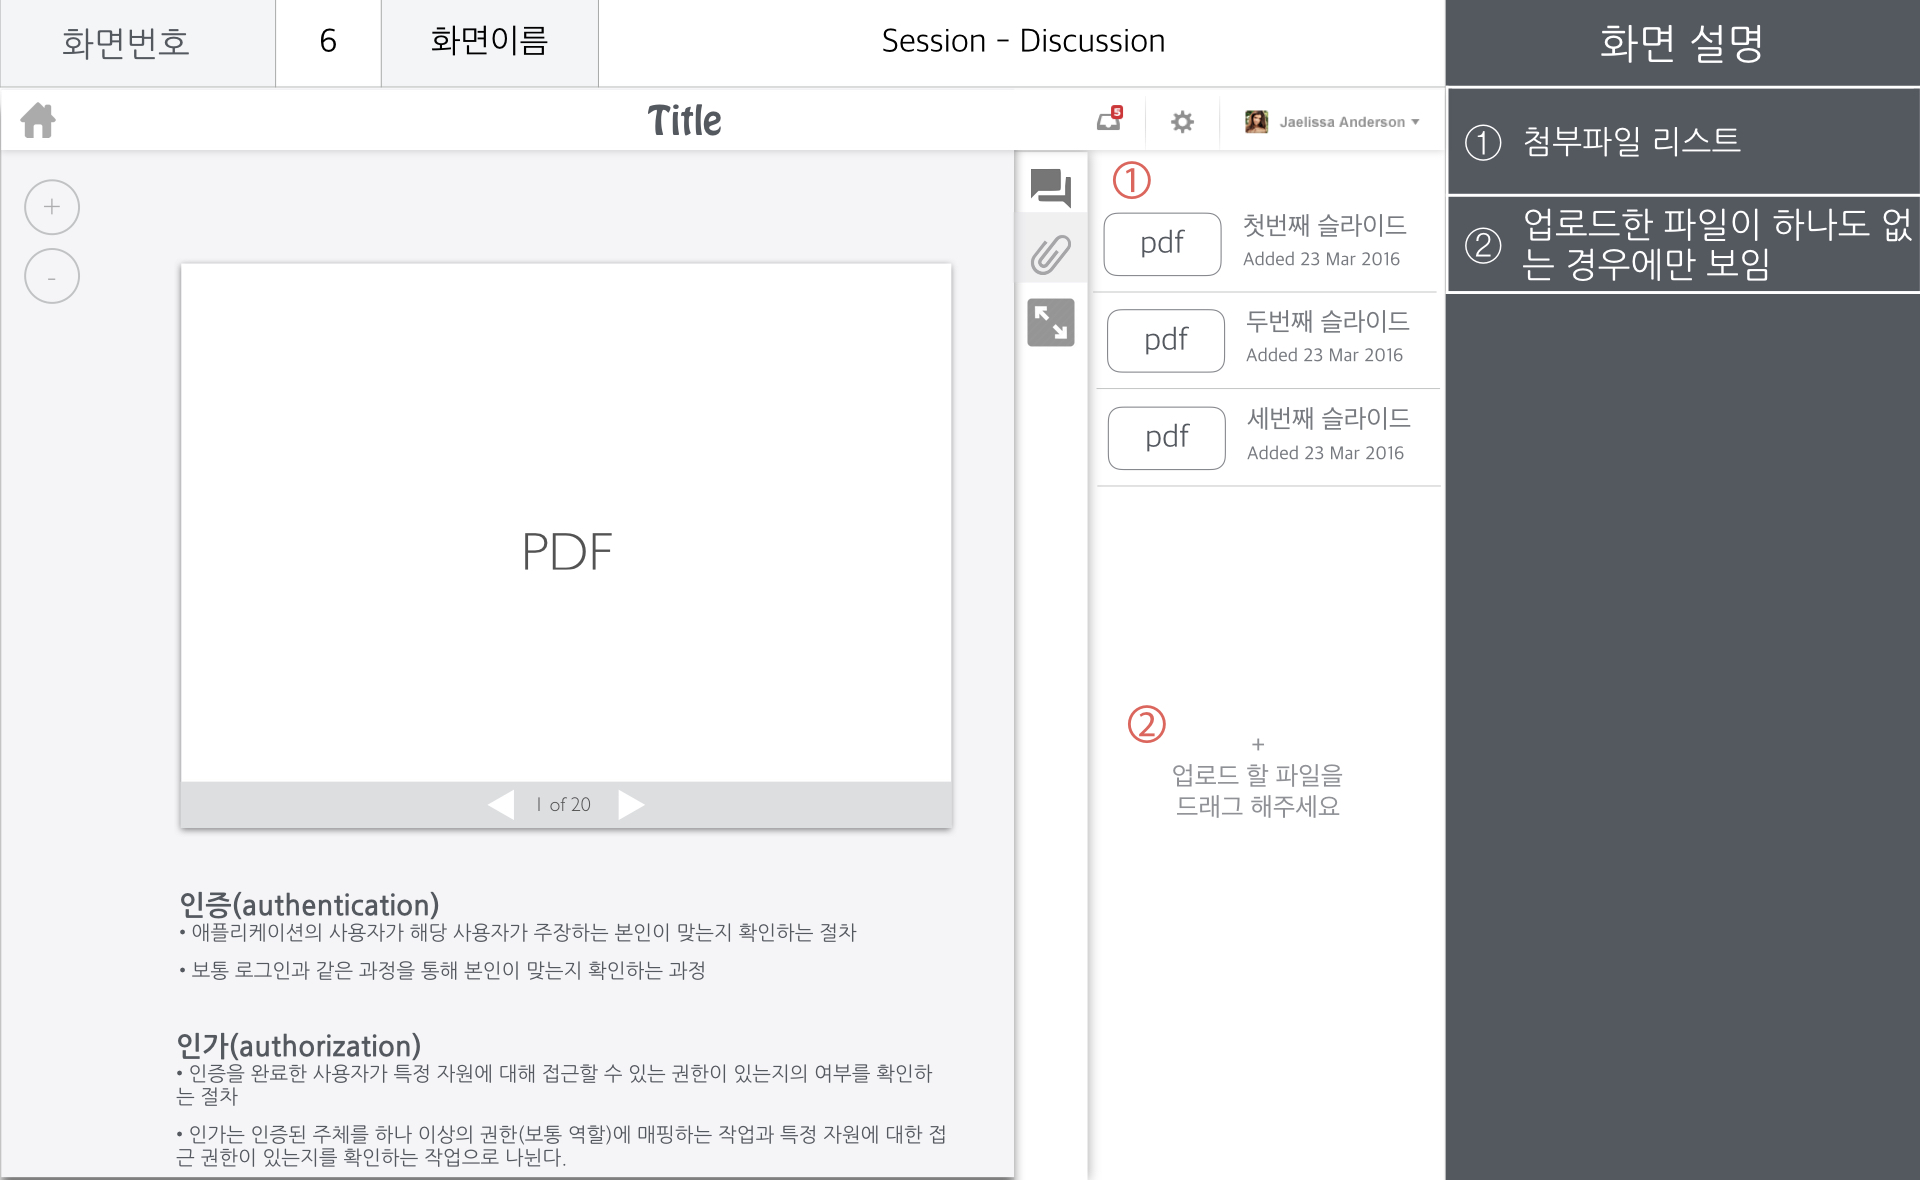 화면번호
6
화면이름
Session - Discussion
화면 설명
Title
5
Jaelissa Anderson
① 첨부파일 리스트
② 업로드한 파일이 하나도 없
는 경우에만 보임
+
-
①
pdf
첫번째 슬라이드
Added 23 Mar 2016
pdf
두번째 슬라이드
Added 23 Mar 2016
pdf
세번째 슬라이드
Added 23 Mar 2016
PDF
1 of 20
②
+
업로드 할 파일을
드래그 해주세요
인증(authentication)
• 애플리케이션의 사용자가 해당 사용자가 주장하는 본인이 맞는지 확인하는 절차
• 보통 로그인과 같은 과정을 통해 본인이 맞는지 확인하는 과정
인가(authorization)
• 인증을 완료한 사용자가 특정 자원에 대해 접근할 수 있는 권한이 있는지의 여부를 확인하
는 절차
• 인가는 인증된 주체를 하나 이상의 권한(보통 역할)에 매핑하는 작업과 특정 자원에 대한 접
근 권한이 있는지를 확인하는 작업으로 나뉜다.